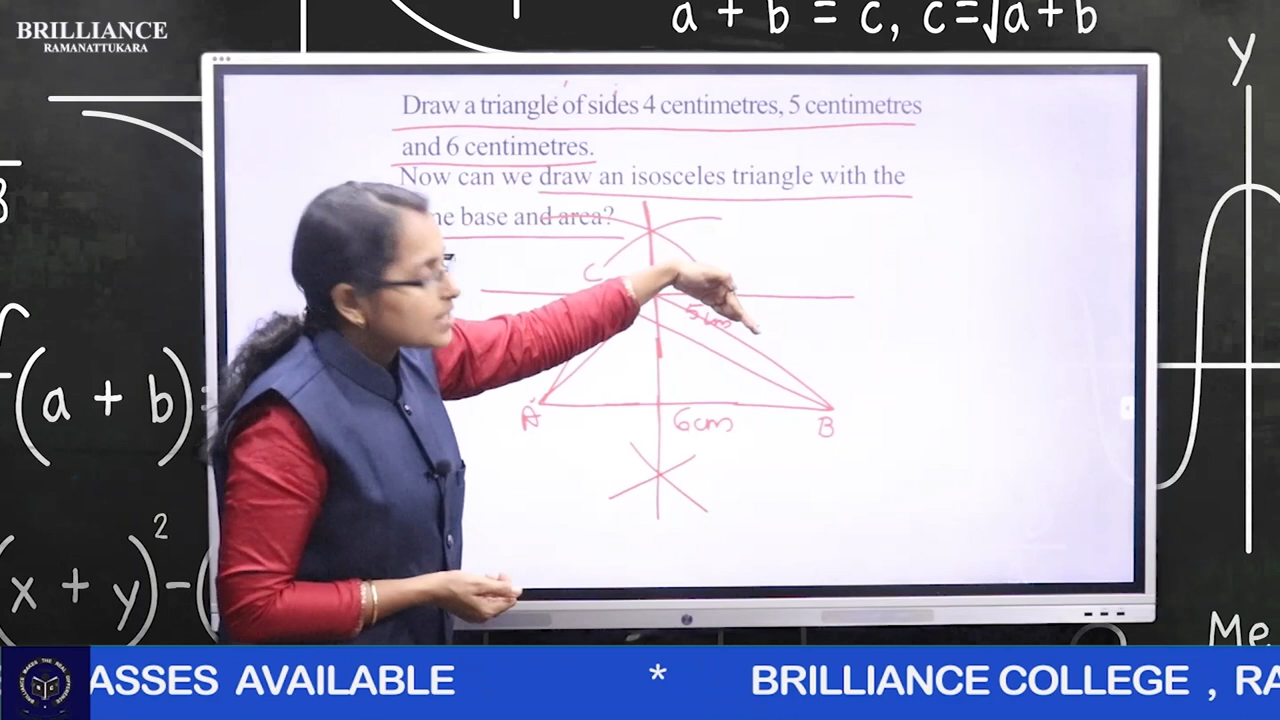 BRILLIANCE
RAMANATTUKARA
a + b = c, c=√a+b
y
Draw a triangle of sides 4 centimetres, 5 centimetres
and 6 centimetres.
Now can we draw an isosceles triangle with the
base and area?
C
5cm
A
6cm
B
(a + b)
(x + y)² - (
Me
ASSES AVAILABLE * BRILLIANCE COLLEGE , RA